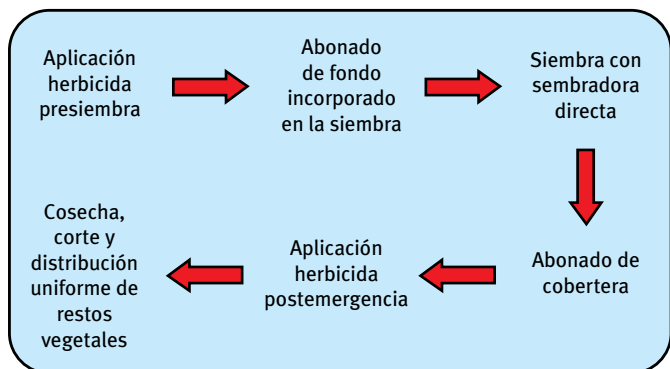 Aplicación
herbicida
presiembra
Abonado
de fondo
incorporado
en la siembra
Siembra con
sembradora
directa
Abonado de
cobertera
Aplicación
herbicida
postemergencia
Cosecha,
corte y
distribución
uniforme de
restos
vegetales